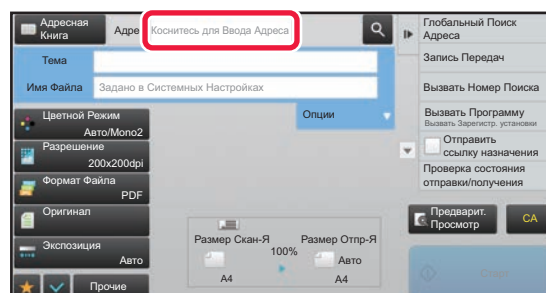 Адресная
Книга
Адре
Коснитесь для Ввода Адреса
Тема
Имя Файла
Задано в Системных Настройках
Цветной Режим
Авто/Mono2
Опции
Разрешение
200x200dpi
Формат Файла
PDF
Оригинал
Экспозиция
Авто
Прочие
Размер Скан-Я
100%
Размер Отпр-Я
Авто
A4
A4
Глобальный Поиск
Адреса
Запись Передач
Вызвать Номер Поиска
Вызвать Программу
Вызвать Зарегистр. установки
Отправить
ссылку назначения
Проверка состояния
отправки/получения
Предварит.
Просмотр
CA
Старт